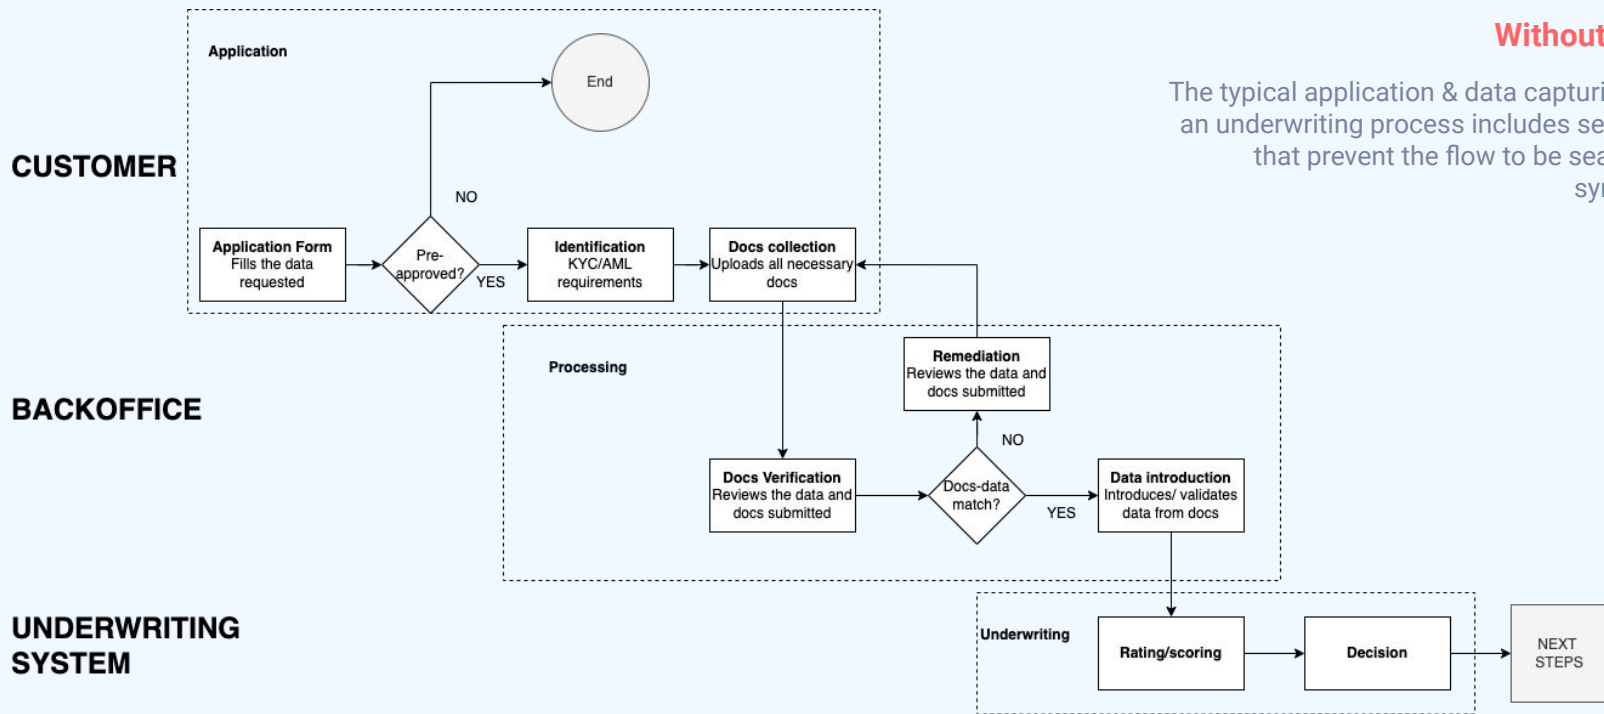 Without
The typical application & data capturi
an underwriting process includes se
that prevent the flow to be sea
syr
CUSTOMER
Application
End
NO
Application Form
Fills the data
requested
Pre-
approved?
YES
Identification
KYC/AML
requirements
Docs collection
Uploads all necessary
docs
BACKOFFICE
Processing
Remediation
Reviews the data and
docs submitted
NO
Docs Verification
Reviews the data and
docs submitted
Docs-data
match?
YES
Data introduction
Introduces/ validates
data from docs
UNDERWRITING
SYSTEM
Underwriting
Rating/scoring
Decision
NEXT
STEPS